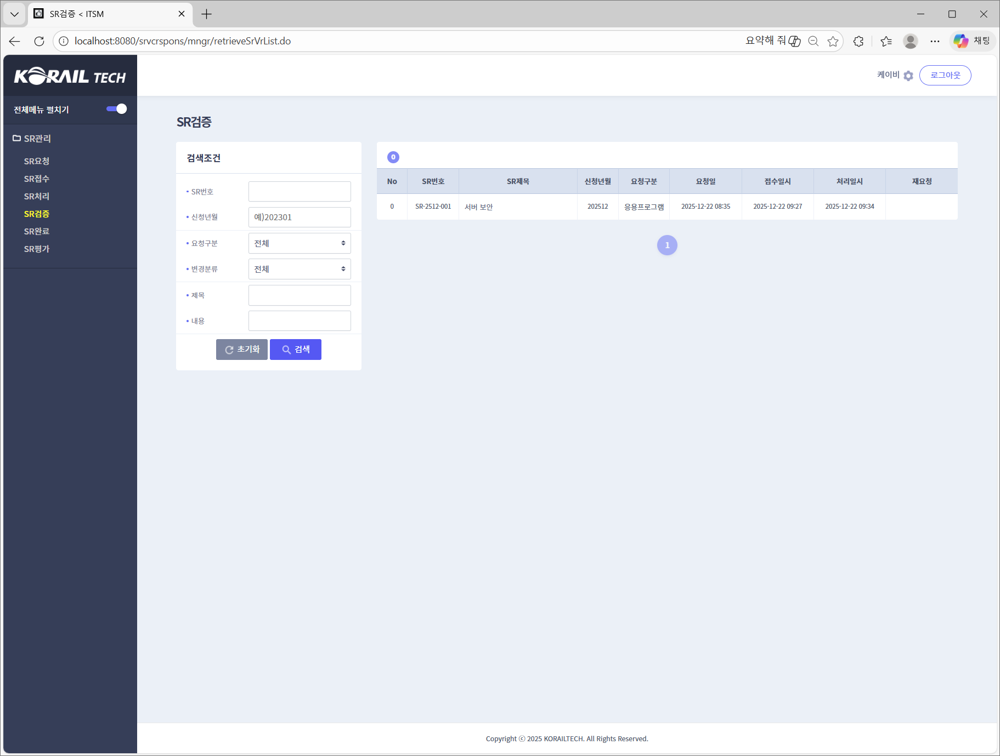 SR검증 < ITSM
localhost:8080/srvcrspons/mngr/retrieveSrVrList.do
요약해 줘
채팅
KORAIL TECH
케이비
로그아웃
전체메뉴 펼치기
SR관리
SR요청
SR접수
SR처리
SR검증
SR완료
SR평가
SR검증
검색조건
SR번호
신청년월 예)202301
요청구분 전체
변경분류 전체
제목
내용
초기화 검색
0
No SR번호 SR제목 신청년월 요청구분 요청일 접수일시 처리일시 재요청
0 SR-2512-001 서버 보안 202512 응용프로그램 2025-12-22 08:35 2025-12-22 09:27 2025-12-22 09:34
1
Copyright ⓒ 2025 KORAILTECH. All Rights Reserved.